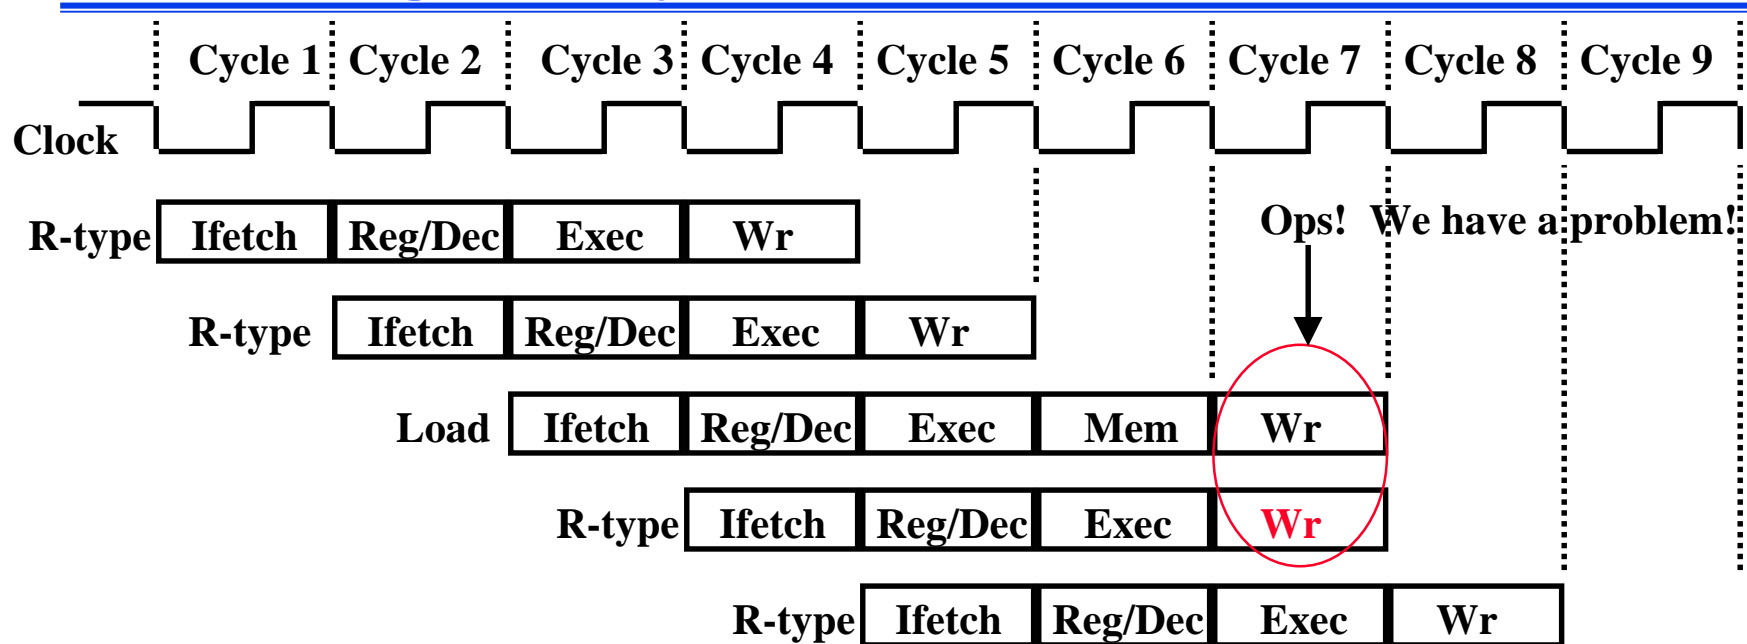 Cycle 1 Cycle 2 Cycle 3 Cycle 4 Cycle 5 Cycle 6 Cycle 7 Cycle 8 Cycle 9
Clock
R-type Ifetch Reg/Dec Exec Wr
Ops! We have a problem!
R-type Ifetch Reg/Dec Exec Wr
Load Ifetch Reg/Dec Exec Mem Wr
R-type Ifetch Reg/Dec Exec Wr
R-type Ifetch Reg/Dec Exec Wr